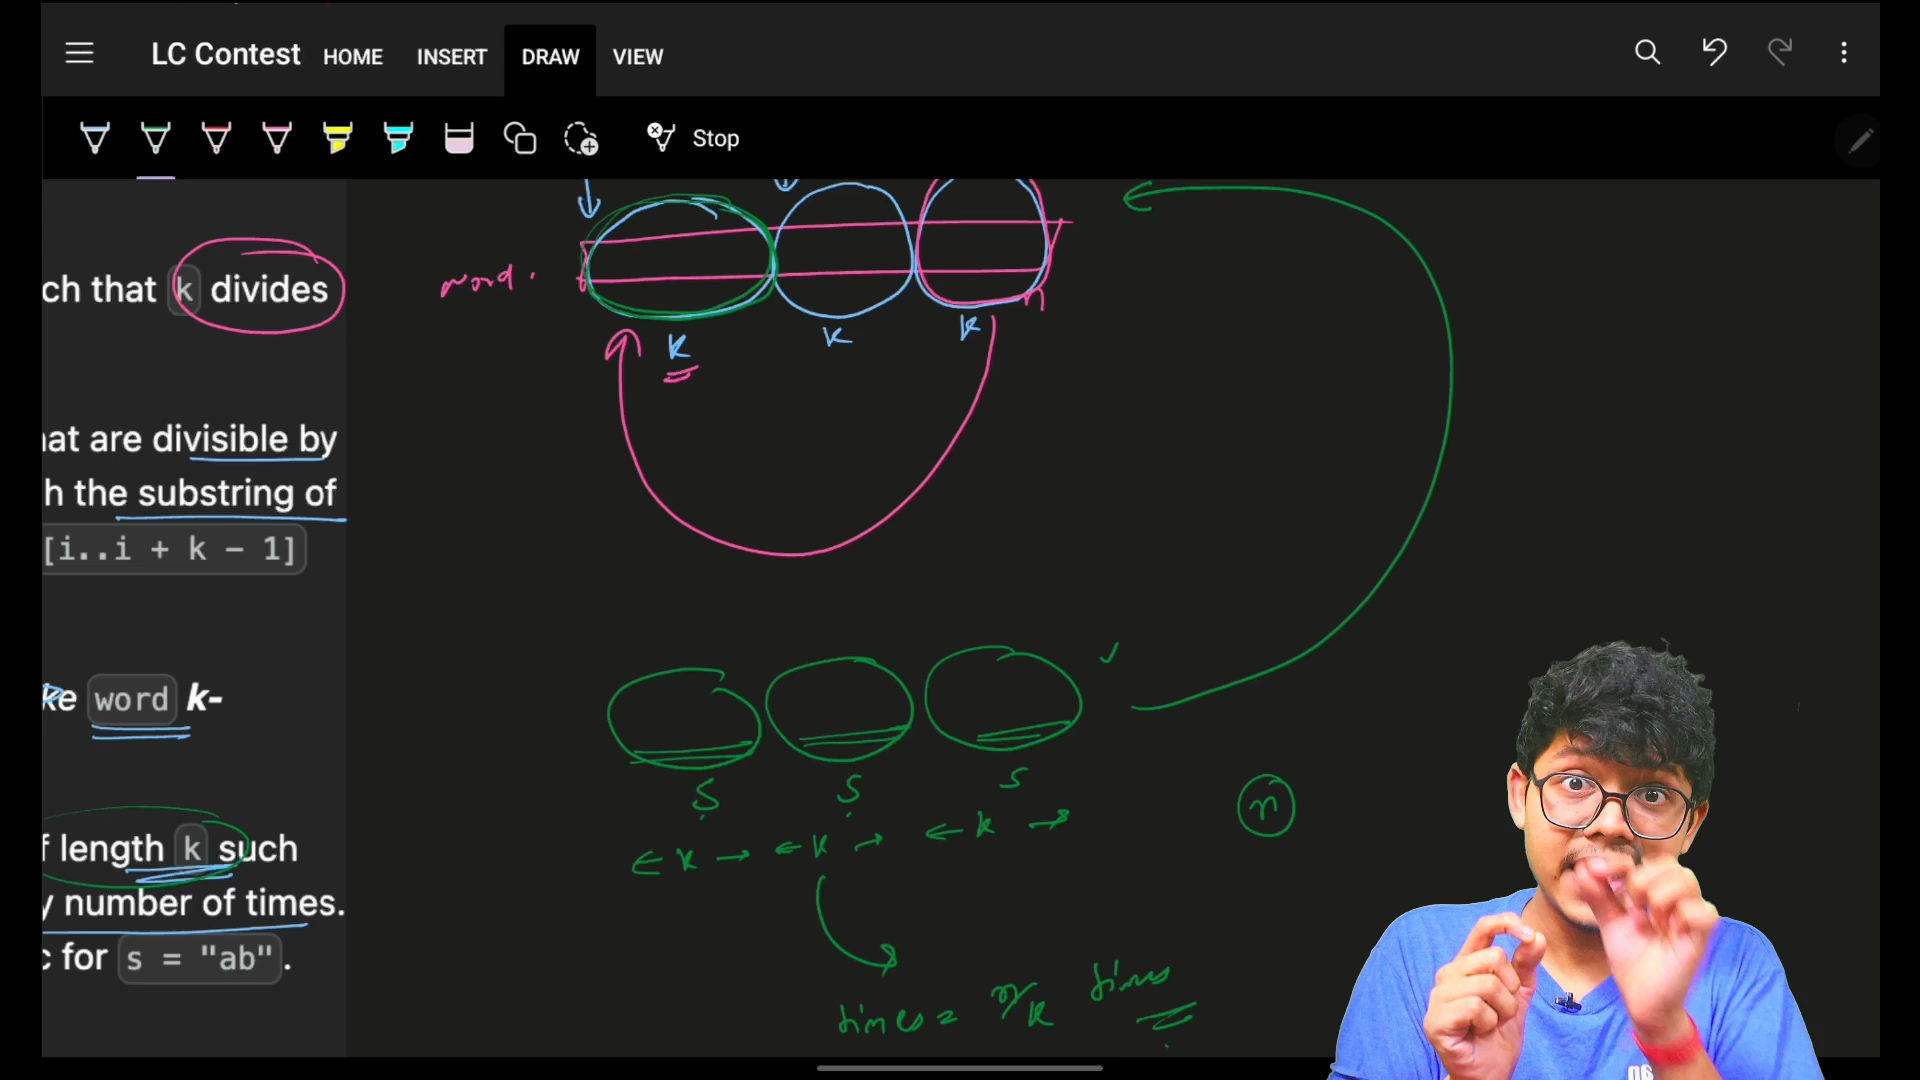 LC Contest HOME INSERT DRAW VIEW
Stop
ch that k divides
word.
n
k k k
at are divisible by
h the substring of
[i..i + k - 1]
ke word k-
S S S
n
k k k
f length k such
y number of times.
c for s = "ab".
times = n/k times